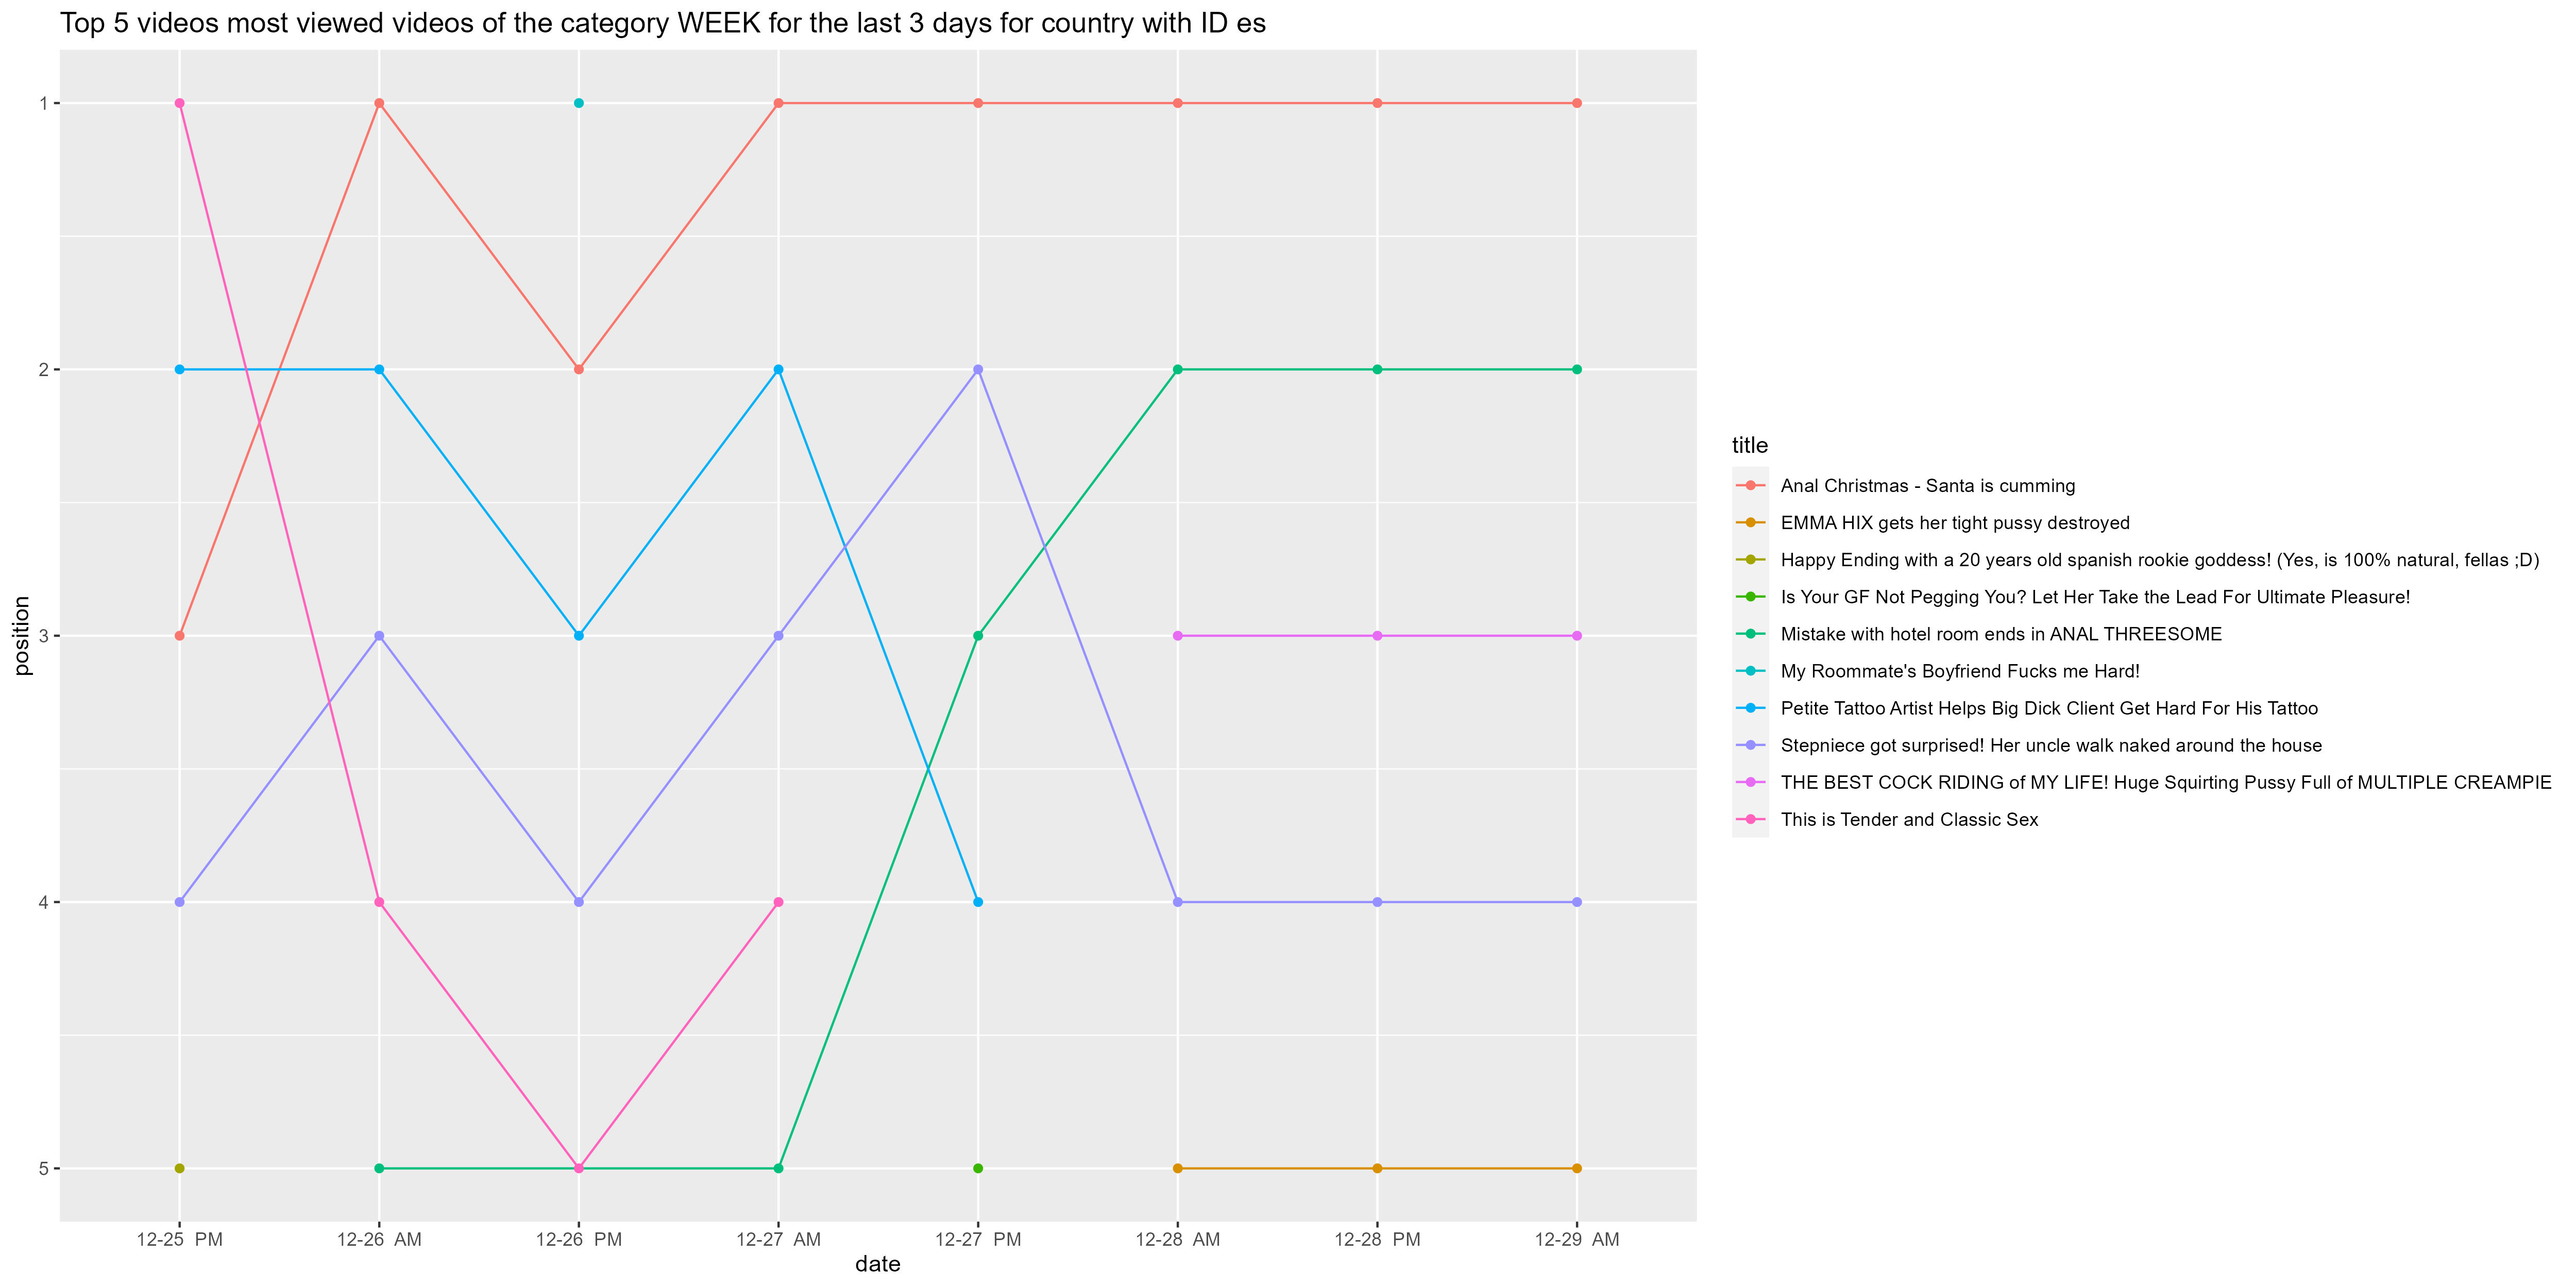 Top 5 videos most viewed videos of the category WEEK for the last 3 days for country with ID es
position
1
2
3
4
5
12-25 PM
12-26 AM
12-26 PM
12-27 AM
12-27 PM
12-28 AM
12-28 PM
12-29 AM
date
title
Anal Christmas - Santa is cumming
EMMA HIX gets her tight pussy destroyed
Happy Ending with a 20 years old spanish rookie goddess! (Yes, is 100% natural, fellas ;D)
Is Your GF Not Pegging You? Let Her Take the Lead For Ultimate Pleasure!
Mistake with hotel room ends in ANAL THREESOME
My Roommate's Boyfriend Fucks me Hard!
Petite Tattoo Artist Helps Big Dick Client Get Hard For His Tattoo
Stepniece got surprised! Her uncle walk naked around the house
THE BEST COCK RIDING of MY LIFE! Huge Squirting Pussy Full of MULTIPLE CREAMPIE
This is Tender and Classic Sex